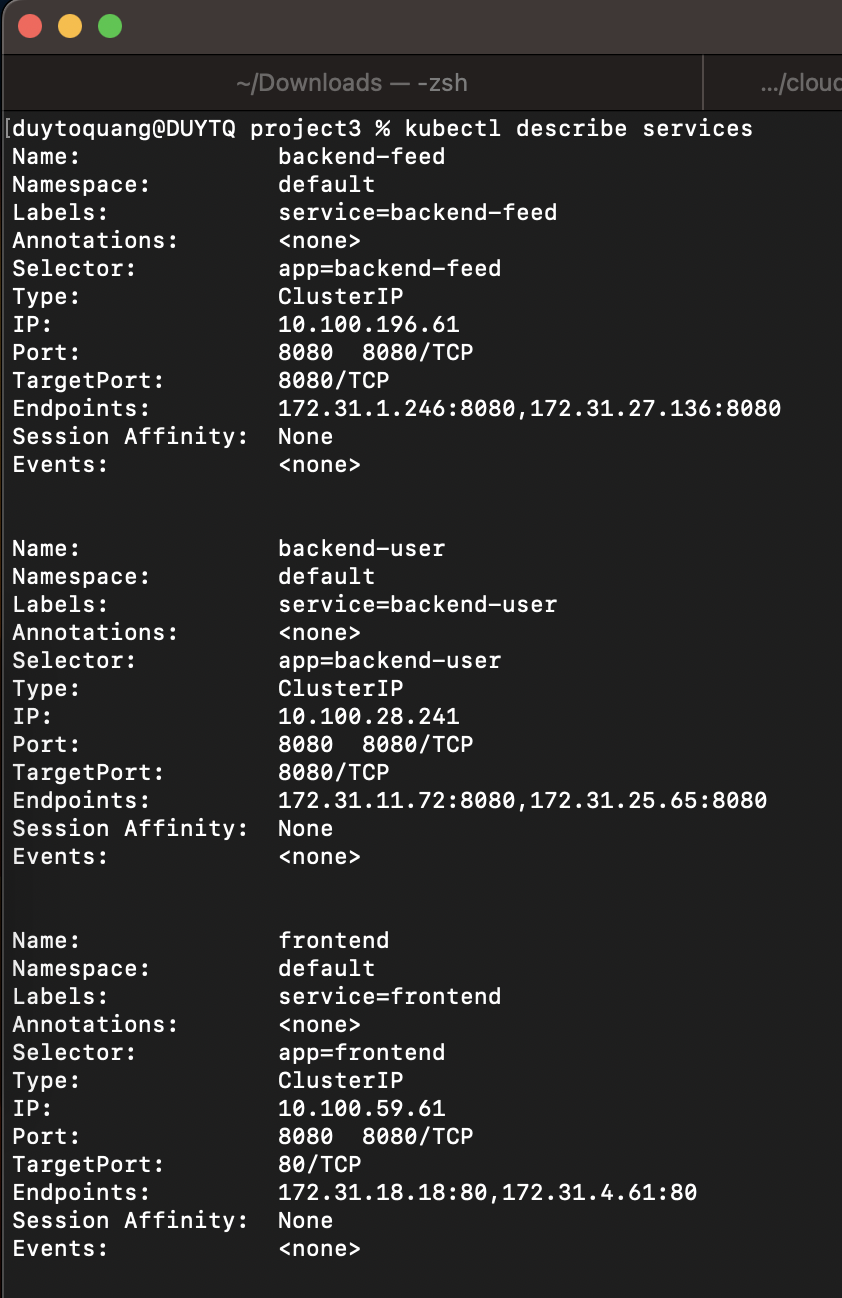 ~/Downloads — -zsh
.../cloud
[duytoquang@DUYTQ project3 % kubectl describe services
Name:              backend-feed
Namespace:         default
Labels:            service=backend-feed
Annotations:       <none>
Selector:          app=backend-feed
Type:              ClusterIP
IP:                10.100.196.61
Port:              8080  8080/TCP
TargetPort:        8080/TCP
Endpoints:         172.31.1.246:8080,172.31.27.136:8080
Session Affinity:  None
Events:            <none>

Name:              backend-user
Namespace:         default
Labels:            service=backend-user
Annotations:       <none>
Selector:          app=backend-user
Type:              ClusterIP
IP:                10.100.28.241
Port:              8080  8080/TCP
TargetPort:        8080/TCP
Endpoints:         172.31.11.72:8080,172.31.25.65:8080
Session Affinity:  None
Events:            <none>

Name:              frontend
Namespace:         default
Labels:            service=frontend
Annotations:       <none>
Selector:          app=frontend
Type:              ClusterIP
IP:                10.100.59.61
Port:              8080  8080/TCP
TargetPort:        80/TCP
Endpoints:         172.31.18.18:80,172.31.4.61:80
Session Affinity:  None
Events:            <none>